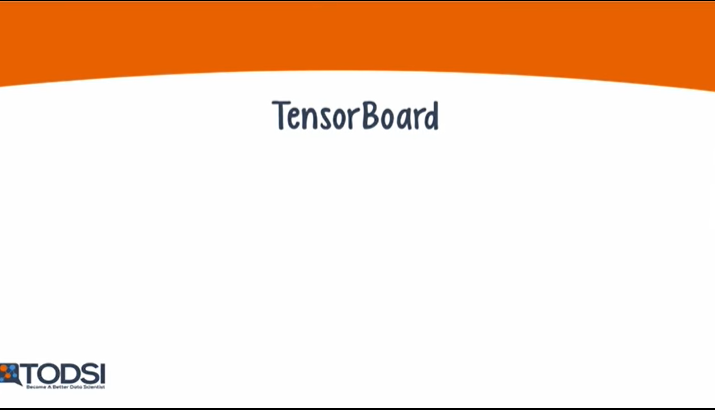 TensorBoard
TODSI
Become A Better Data Scientist